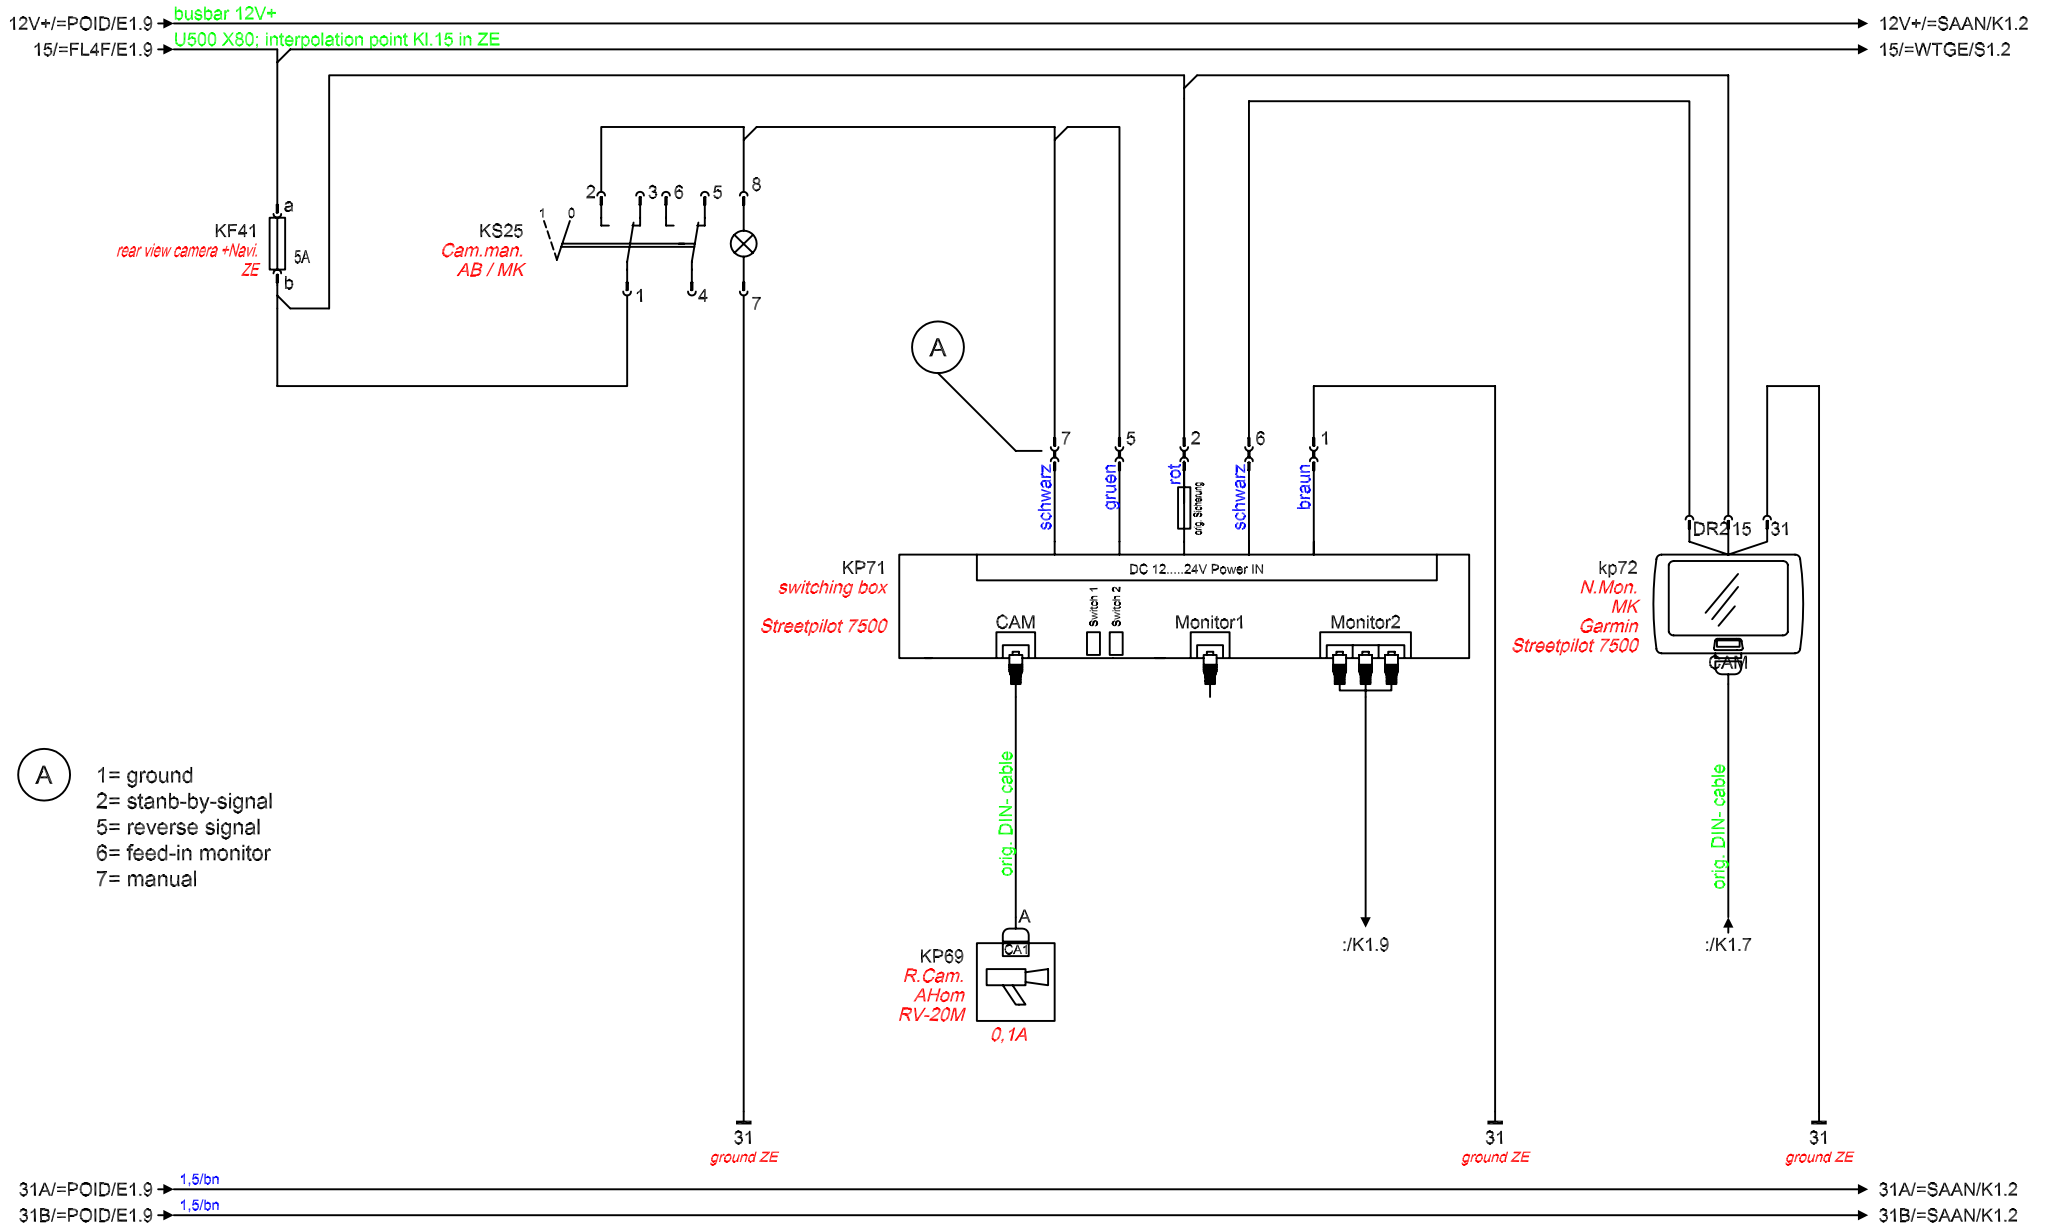 12V+/=POID/E1.9
busbar 12V+
12V+/=SAAN/K1.2
15/=FL4F/E1.9
U500 X80; interpolation point Kl.15 in ZE
15/=WTGE/S1.2
2
3
6
5
8
1
0
a
KF41
rear view camera +Navi.
ZE
5A
b
KS25
Cam.man.
AB / MK
1
4
7
A
7
5
2
6
1
schwarz
gruen
rot
orig. Sicherung
schwarz
braun
DR2
15
31
KP71
switching box
Streetpilot 7500
DC 12.....24V Power IN
CAM
Switch 1
Switch 2
Monitor1
Monitor2
kp72
N.Mon.
MK
Garmin
Streetpilot 7500
CAM
A
1= ground
2= stanb-by-signal
5= reverse signal
6= feed-in monitor
7= manual
orig. DIN- cable
orig. DIN- cable
A
CA1
KP69
R.Cam.
AHom
RV-20M
0,1A
:/K1.9
:/K1.7
31
ground ZE
31
ground ZE
31
ground ZE
31A/=POID/E1.9
1,5/bn
31A/=SAAN/K1.2
31B/=POID/E1.9
1,5/bn
31B/=SAAN/K1.2